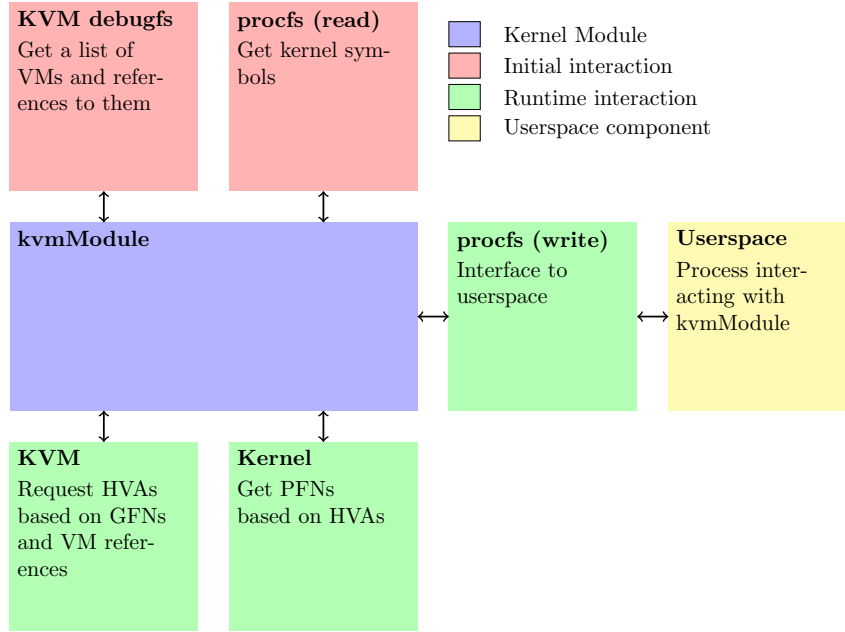 KVM debugfs
Get a list of
VMs and refer-
ences to them
procfs (read)
Get kernel sym-
bols
Kernel Module
Initial interaction
Runtime interaction
Userspace component
kvmModule
procfs (write)
Interface to
userspace
Userspace
Process inter-
acting with
kvmModule
KVM
Request HVAs
based on GFNs
and VM refer-
ences
Kernel
Get PFNs
based on HVAs